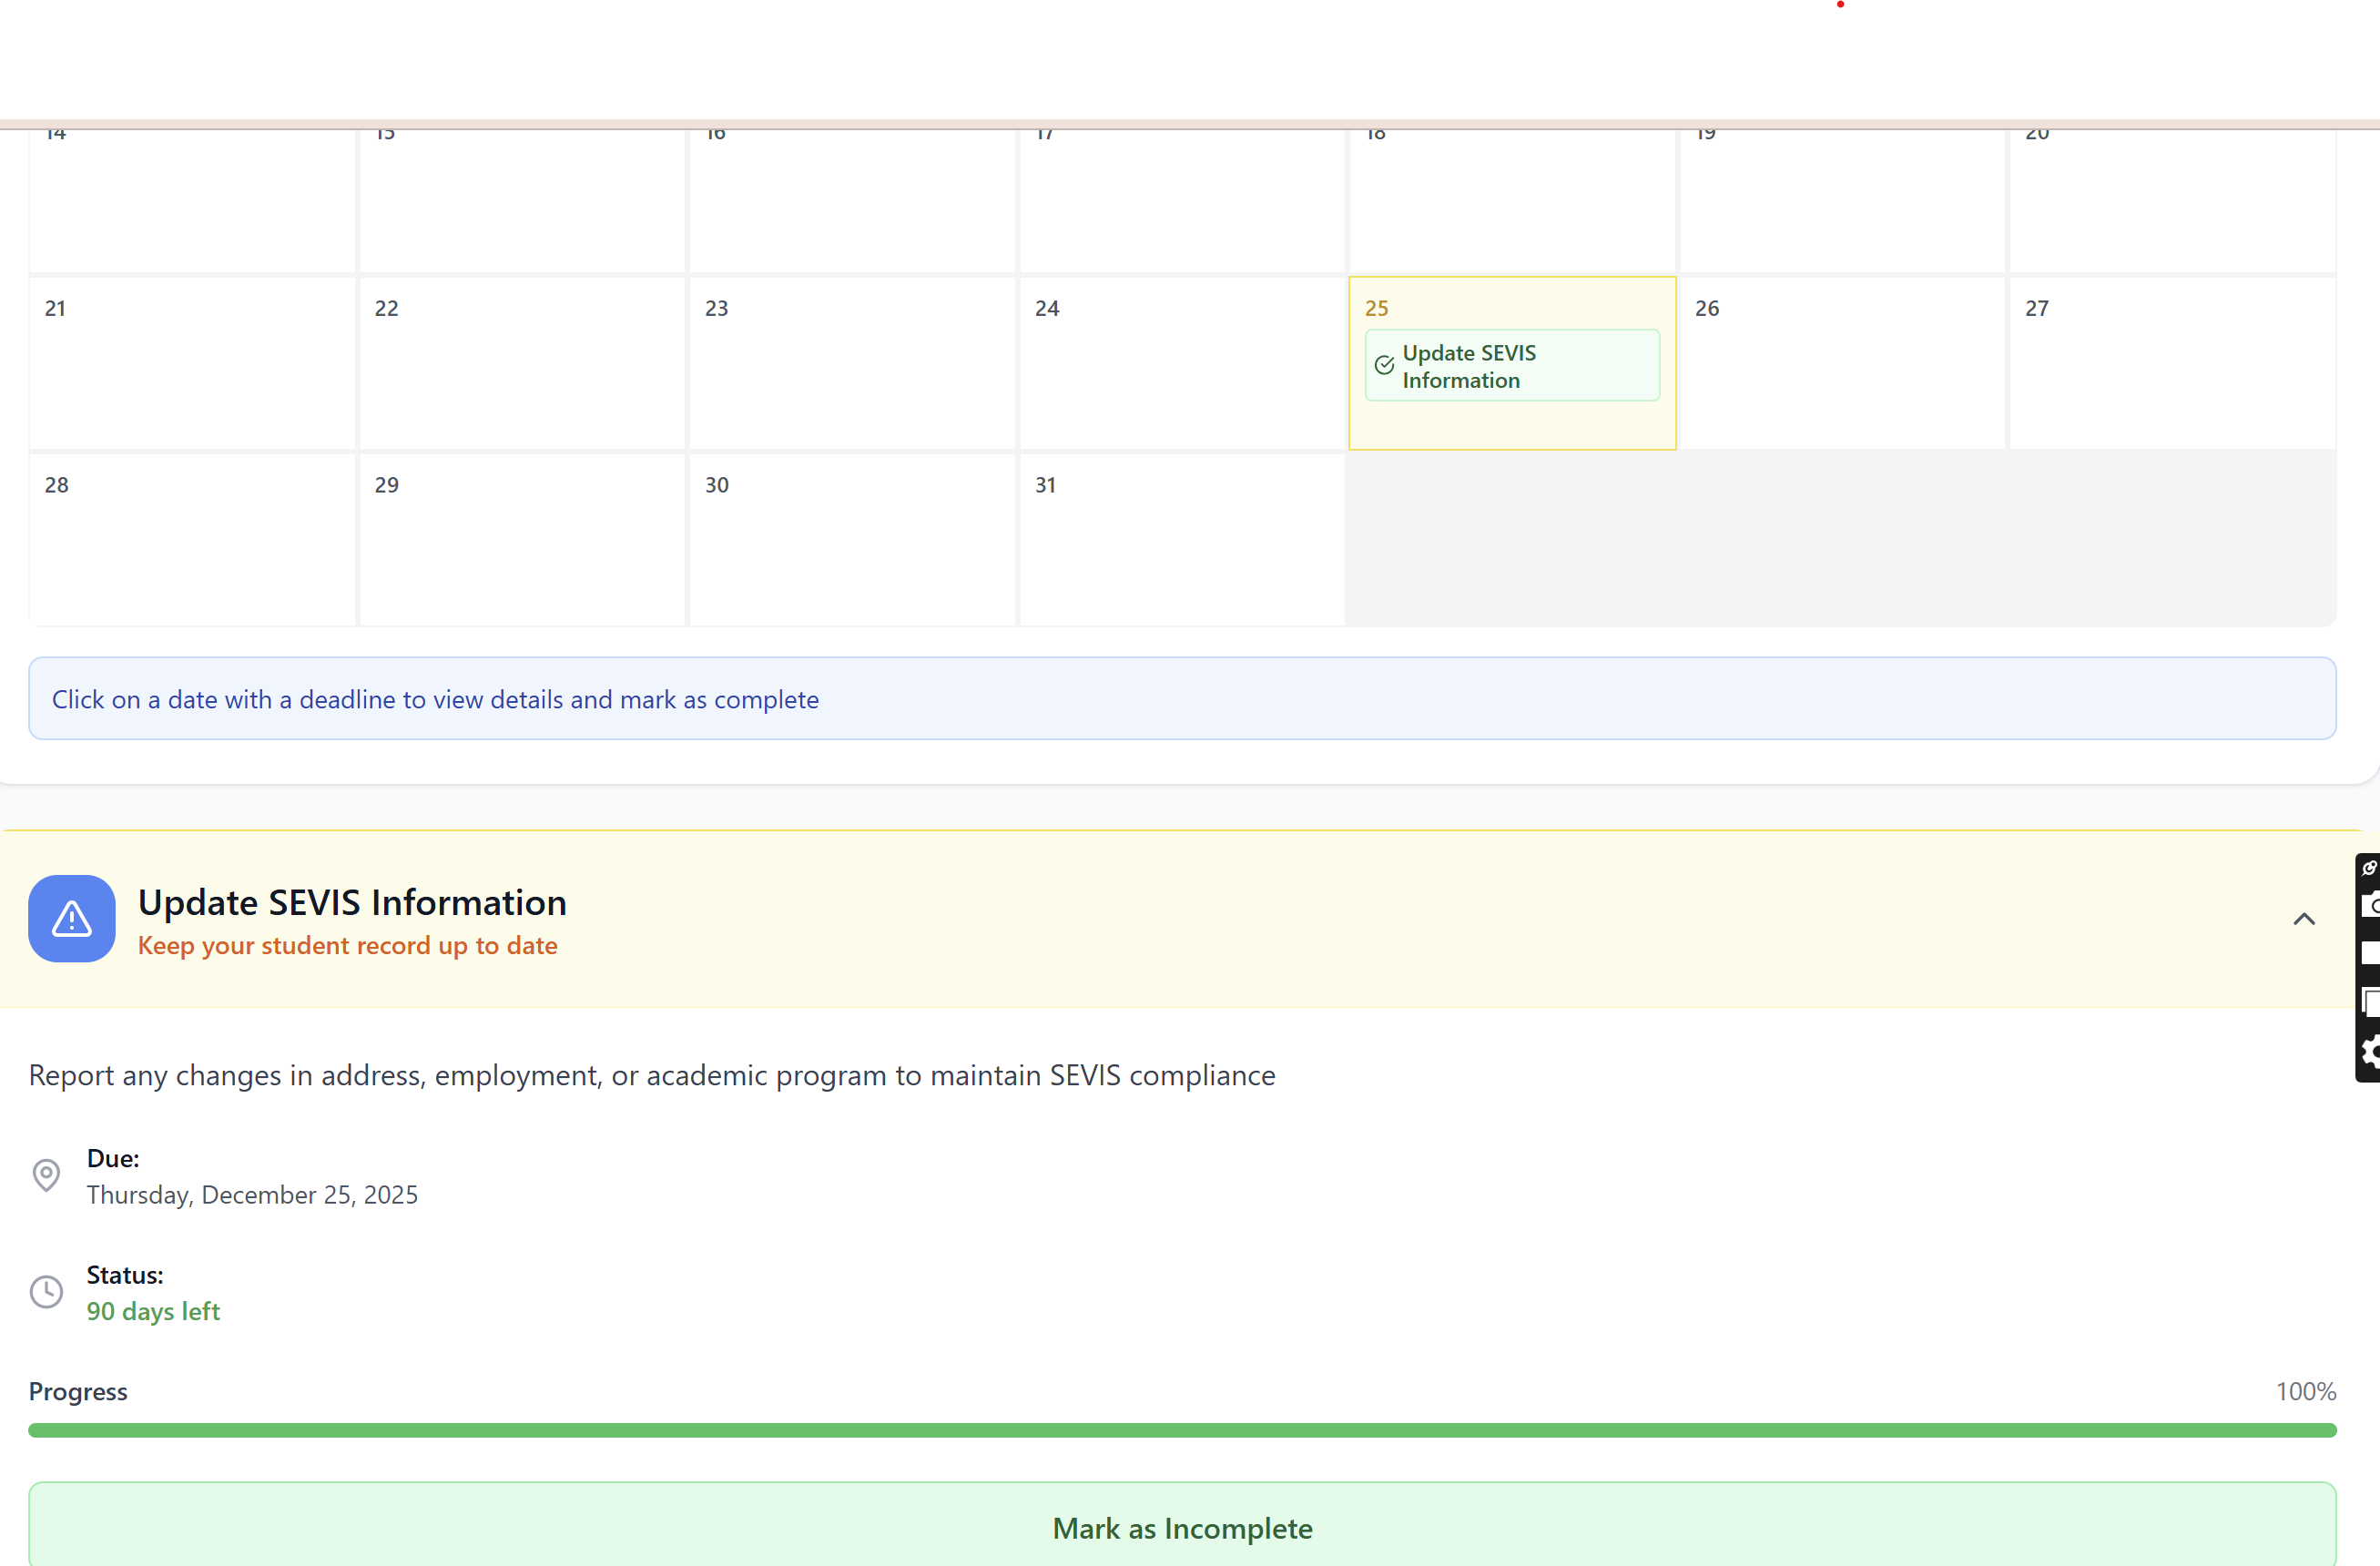 14 15 16 17 18 19 20
21 22 23 24 25 26 27
Update SEVIS
Information
28 29 30 31
Click on a date with a deadline to view details and mark as complete
Update SEVIS Information
Keep your student record up to date
Report any changes in address, employment, or academic program to maintain SEVIS compliance
Due:
Thursday, December 25, 2025
Status:
90 days left
Progress 100%
Mark as Incomplete